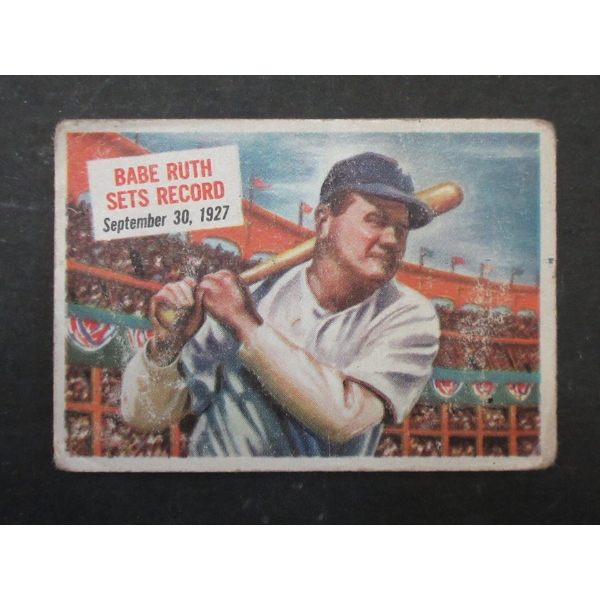 BABE RUTH
SETS RECORD
September 30, 1927